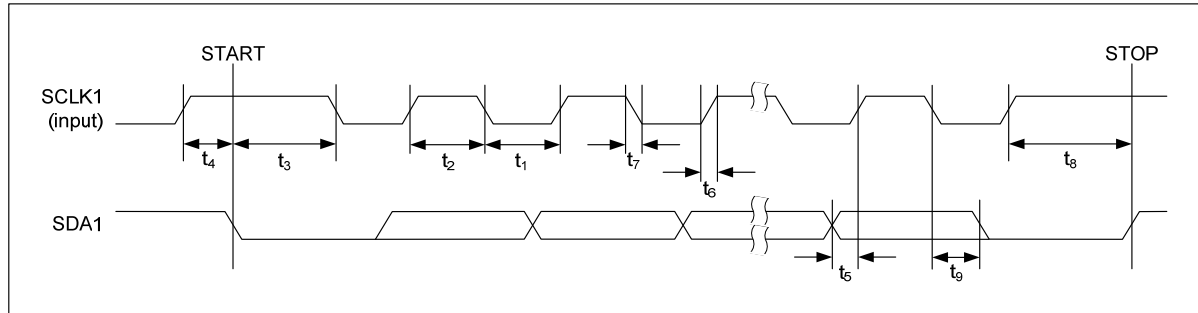 START
STOP
SCLK1
(input)
t4
t3
t2
t1
t7
t6
t8
SDA1
t5
t9